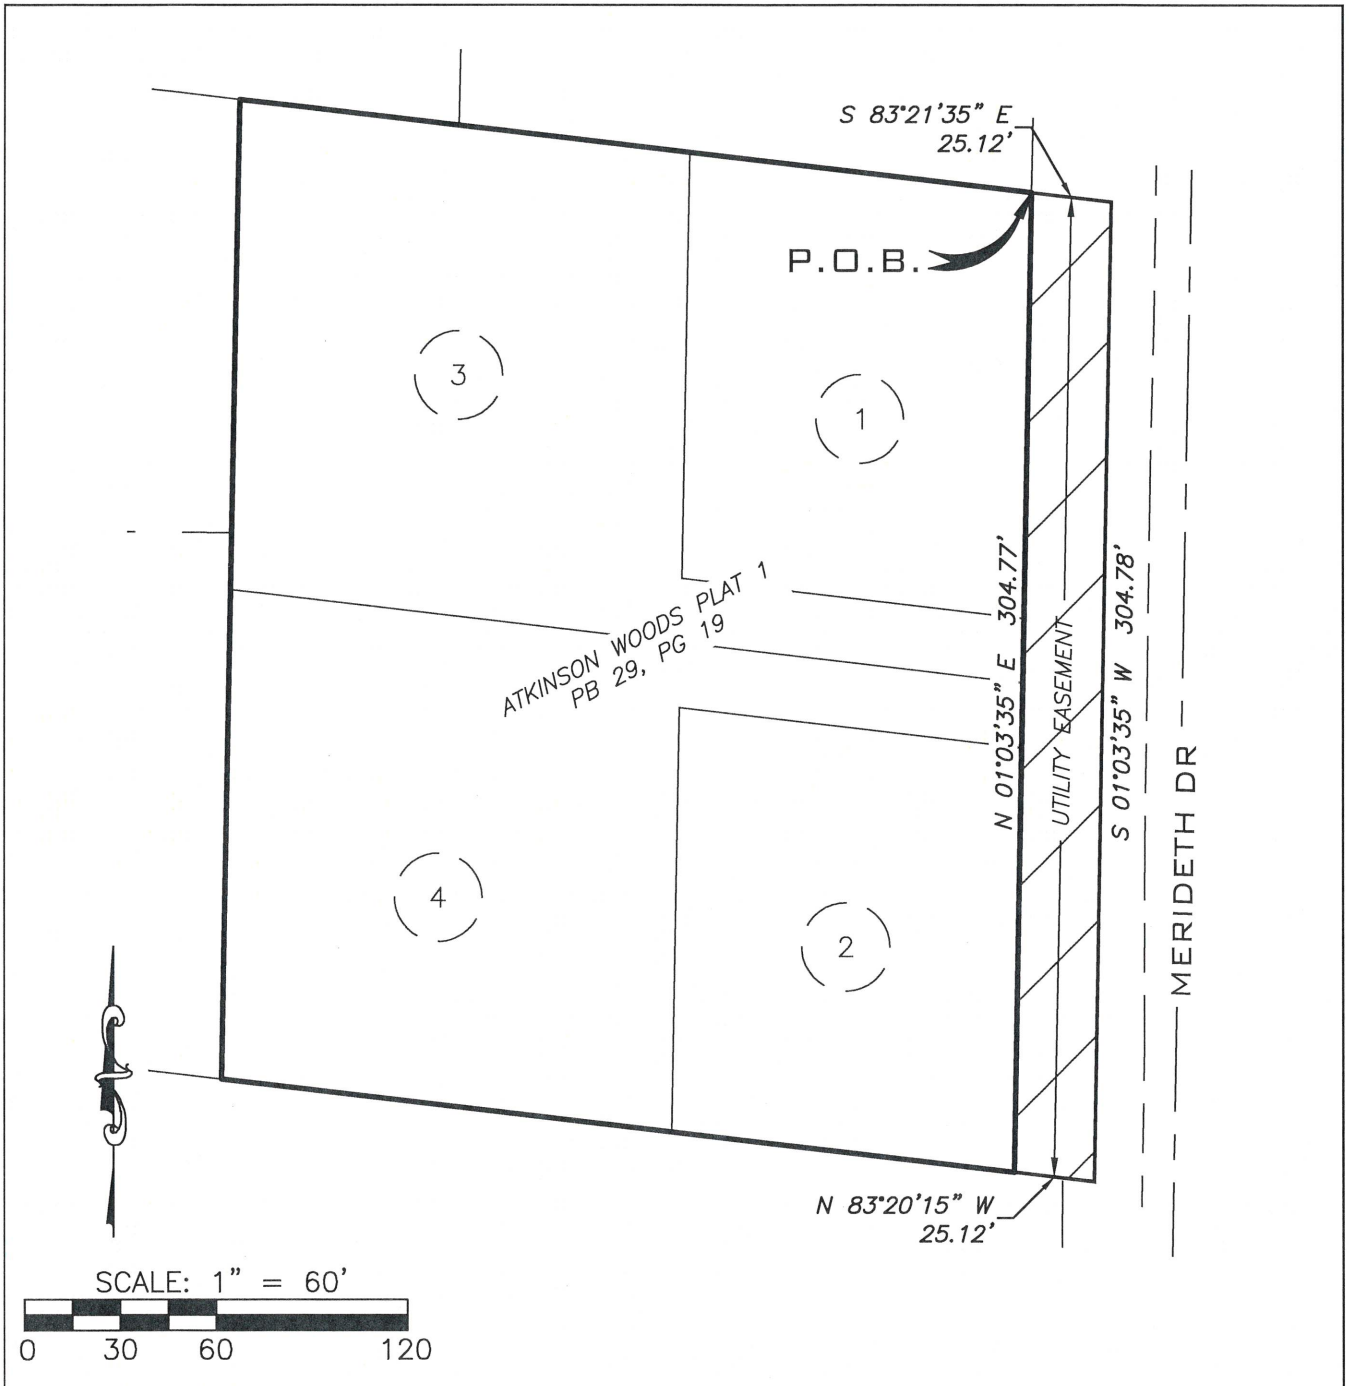 S 83°21'35" E
25.12'
P.O.B.
3
1
ATKINSON WOODS PLAT 1
PB 29, PG 19
N 01°03'35" E 304.77'
UTILITY EASEMENT
S 01°03'35" W 304.78'
MERIDETH DR
4
2
N 83°20'15" W
25.12'
SCALE: 1" = 60'
0 30 60 120